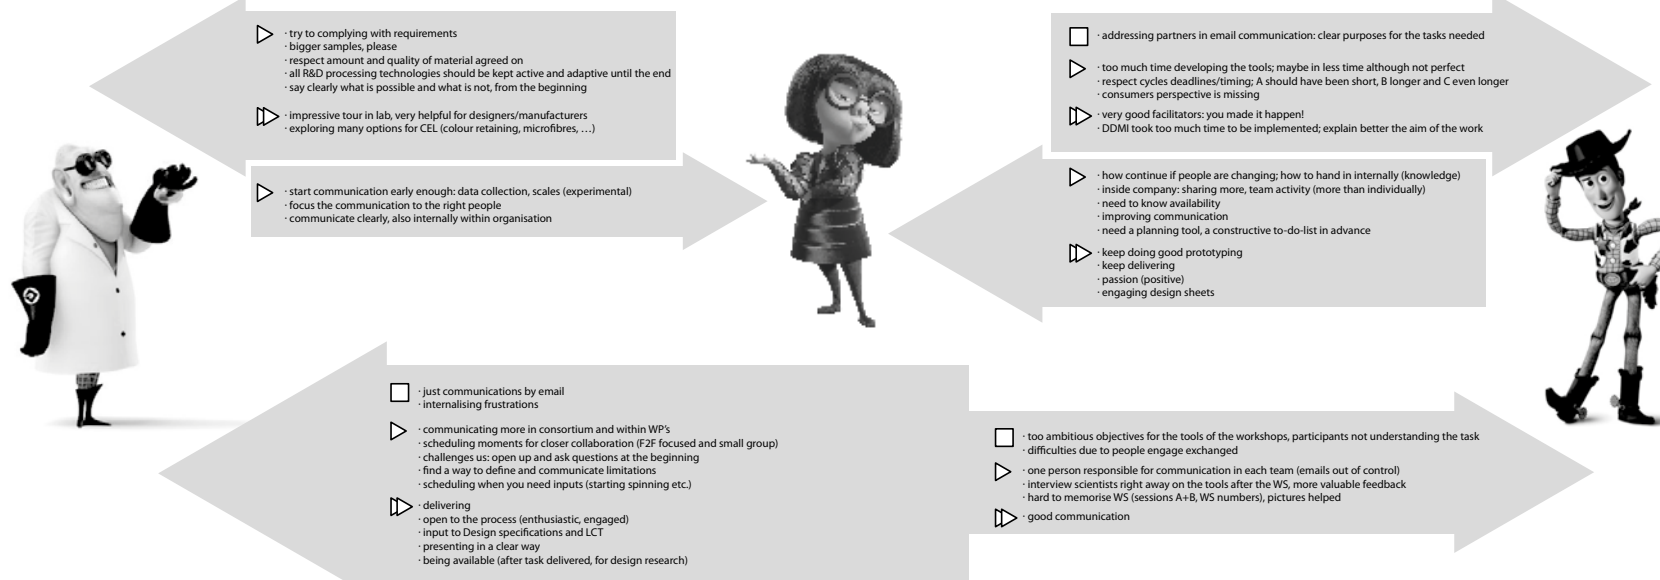 · try to complying with requirements
· bigger samples, please
· respect amount and quality of material agreed on
· all R&D processing technologies should be kept active and adaptive until the end
· say clearly what is possible and what is not, from the beginning
· impressive tour in lab, very helpful for designers/manufacturers
· exploring many options for CEL (colour retaining, microfibres, …)
· start communication early enough: data collection, scales (experimental)
· focus the communication to the right people
· communicate clearly, also internally within organisation
· addressing partners in email communication: clear purposes for the tasks needed
· too much time developing the tools; maybe in less time although not perfect
· respect cycles deadlines/timing; A should have been short, B longer and C even longer
· consumers perspective is missing
· very good facilitators: you made it happen!
· DDMI took too much time to be implemented; explain better the aim of the work
· how continue if people are changing; how to hand in internally (knowledge)
· inside company: sharing more, team activity (more than individually)
· need to know availability
· improving communication
· need a planning tool, a constructive to-do-list in advance
· keep doing good prototyping
· keep delivering
· passion (positive)
· engaging design sheets
· just communications by email
· internalising frustrations
· communicating more in consortium and within WP's
· scheduling moments for closer collaboration (F2F focused and small group)
· challenges us: open up and ask questions at the beginning
· find a way to define and communicate limitations
· scheduling when you need inputs (starting spinning etc.)
· delivering
· open to the process (enthusiastic, engaged)
· input to Design specifications and LCT
· presenting in a clear way
· being available (after task delivered, for design research)
· too ambitious objectives for the tools of the workshops, participants not understanding the task
· difficulties due to people engage exchanged
· one person responsible for communication in each team (emails out of control)
· interview scientists right away on the tools after the WS, more valuable feedback
· hard to memorise WS (sessions A+B, WS numbers), pictures helped
· good communication